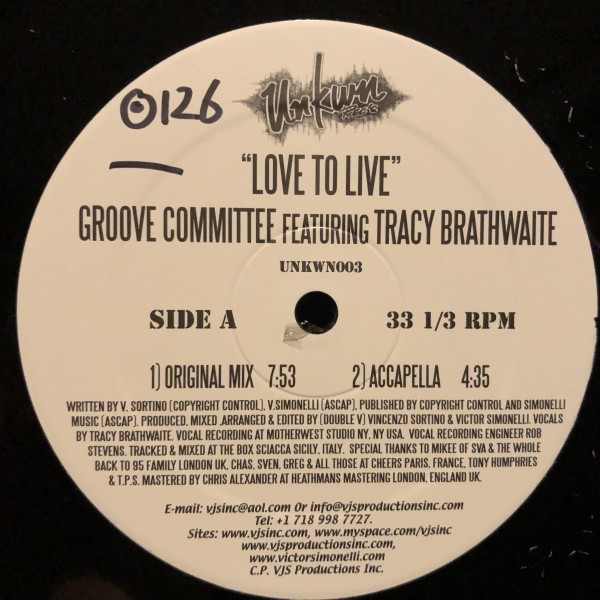 0126
Unkwn
"LOVE TO LIVE"
GROOVE COMMITTEE FEATURING TRACY BRATHWAITE
UNKWN003
SIDE A 33 1/3 RPM
1) ORIGINAL MIX 7:53 2) ACCAPELLA 4:35
WRITTEN BY V. SORTINO (COPYRIGHT CONTROL), V.SIMONELLI (ASCAP). PUBLISHED BY COPYRIGHT CONTROL AND SIMONELLI
MUSIC (ASCAP). PRODUCED, MIXED ,ARRANGED & EDITED BY (DOUBLE V) VINCENZO SORTINO & VICTOR SIMONELLI. VOCALS
BY TRACY BRATHWAITE. VOCAL RECORDING AT MOTHERWEST STUDIO NY, NY USA. VOCAL RECORDING ENGINEER ROB
STEVENS. TRACKED & MIXED AT THE BOX SCIACCA SICILY, ITALY. SPECIAL THANKS TO MIKEE OF SVA & THE WHOLE
BACK TO 95 FAMILY LONDON UK. CHAS, SVEN, GREG & ALL THOSE AT CHEERS PARIS, FRANCE, TONY HUMPHRIES
& T.P.S. MASTERED BY CHRIS ALEXANDER AT HEATHMANS MASTERING LONDON, ENGLAND UK.
E-mail: vjsinc@aol.com Or info@vjsproductionsinc.com
Tel: +1 718 998 7727.
Sites: www.vjsinc.com, www.myspace.com/vjsinc
www.vjsproductionsinc.com,
www.victorsimonelli.com
C.P. VJS Productions Inc.